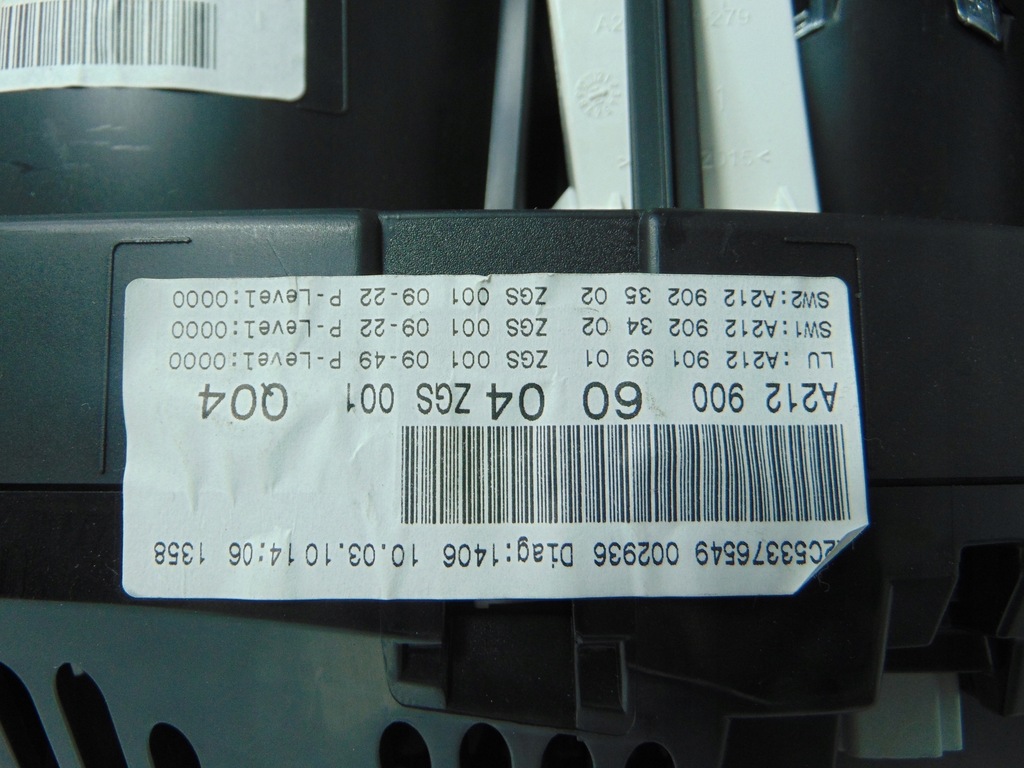 2C53376549 002936 Diag:1406 10.03.10 14:06 1358
A212 900 60 04 ZGS 001 Q04
LU: A212 901 99 01 ZGS 001 09-49 P-Level:0000
SW1:A212 902 34 02 ZGS 001 09-22 P-Level:0000
SW2:A212 902 35 02 ZGS 001 09-22 P-Level:0000